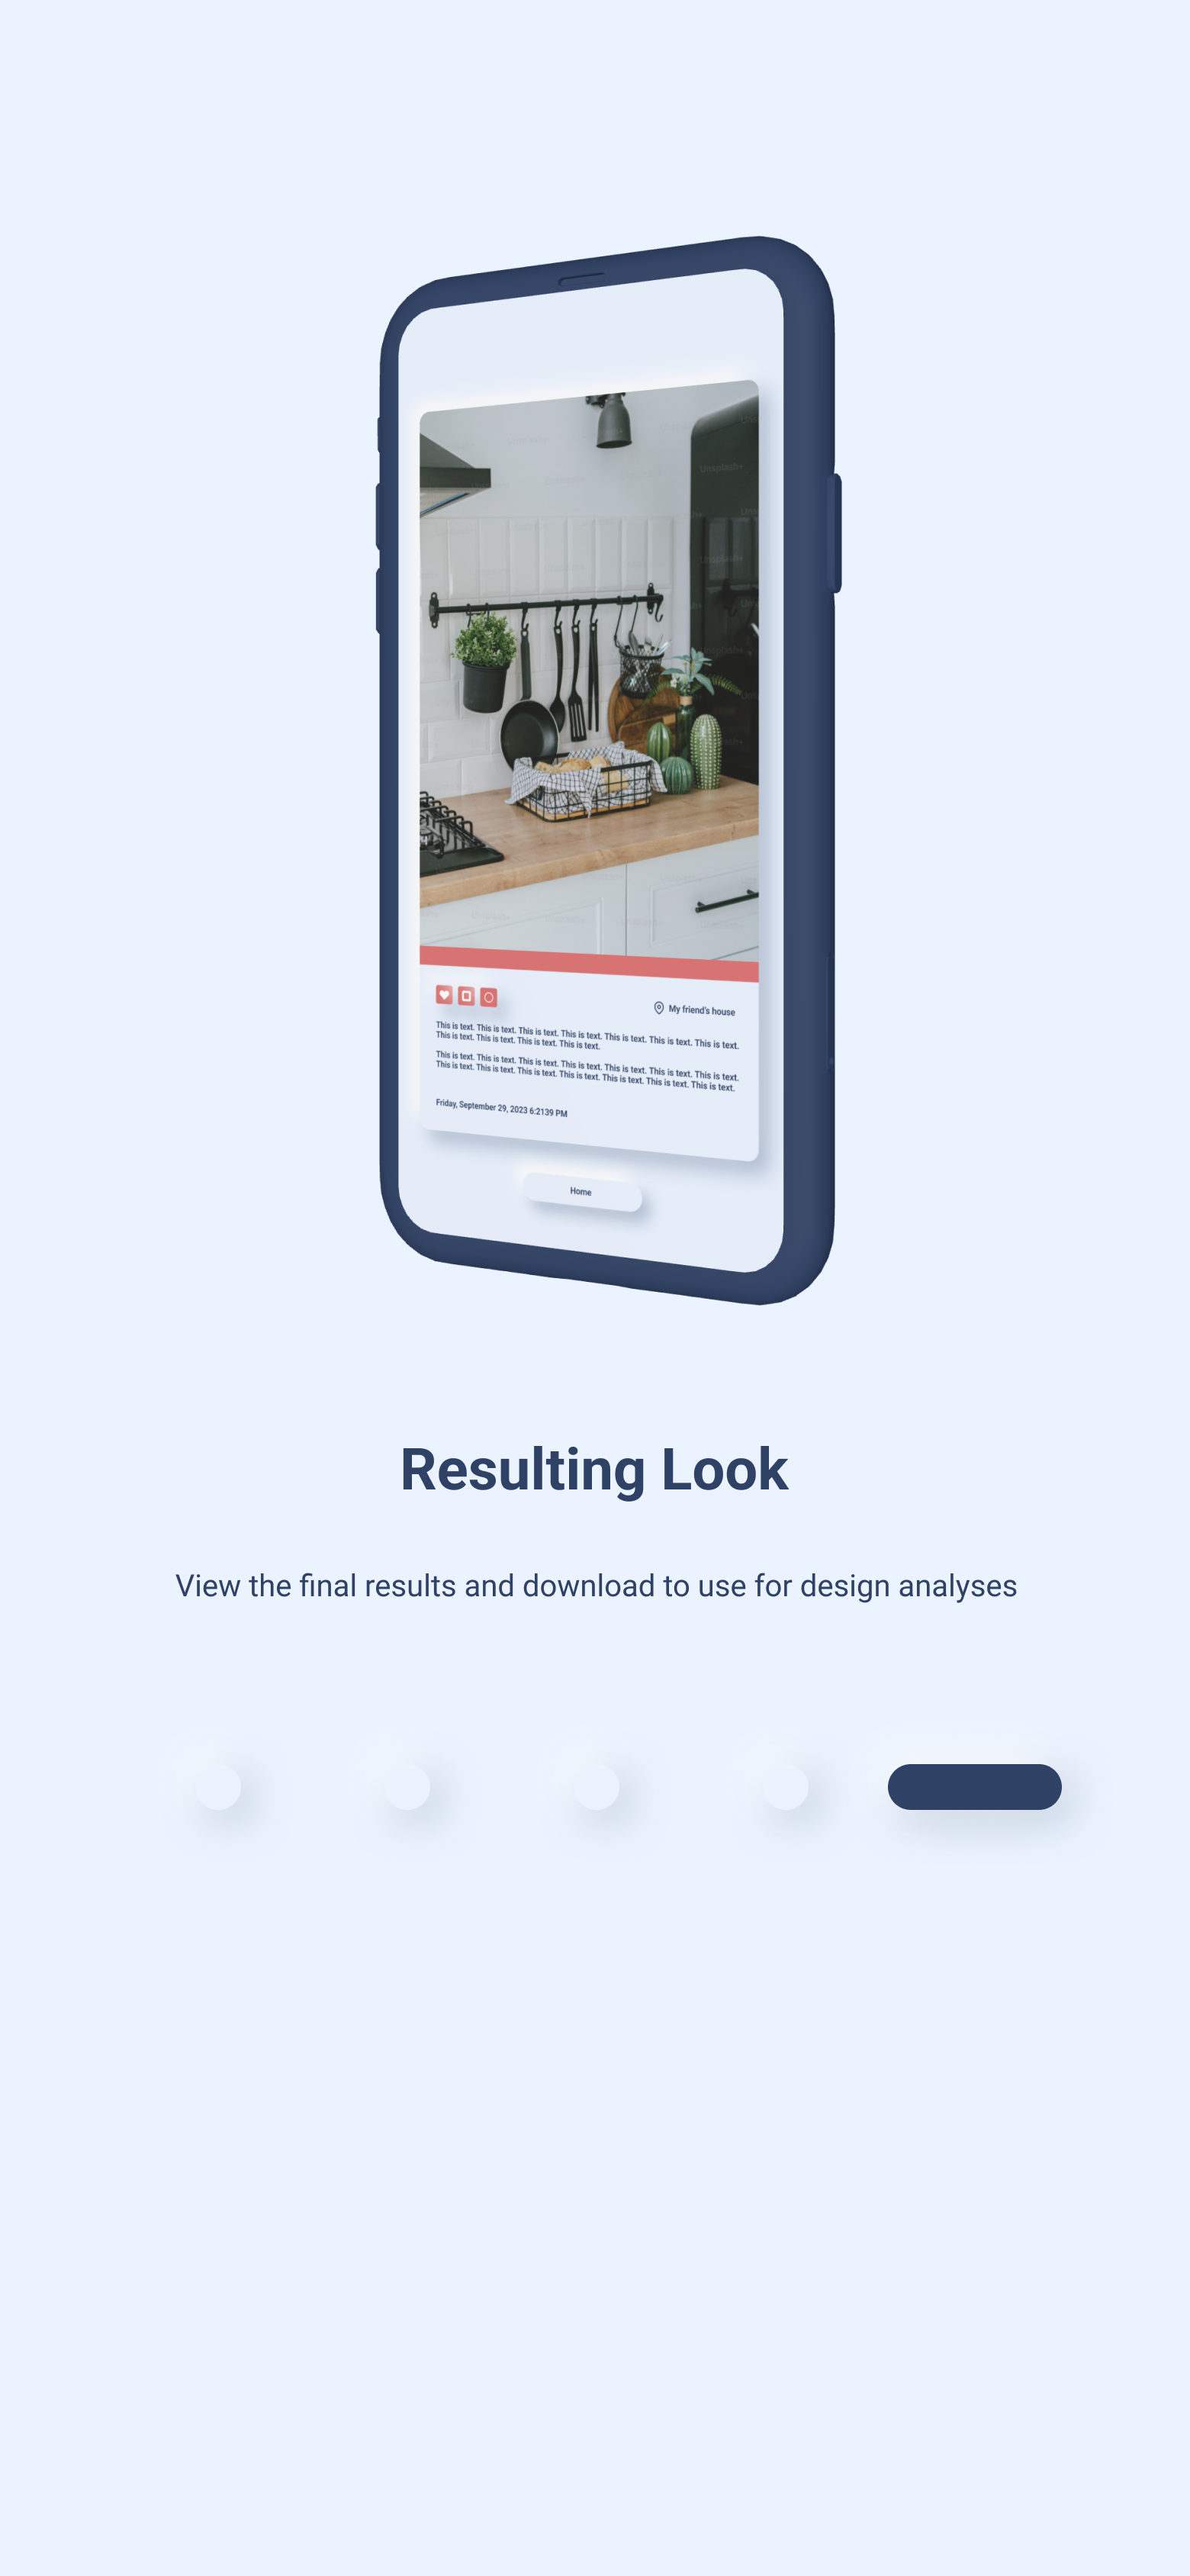 Unsplash+
Unsplash+
My friend's house
This is text. This is text. This is text. This is text. This is text. This is text. This is text.
This is text. This is text. This is text. This is text.
This is text. This is text. This is text. This is text. This is text. This is text. This is text.
This is text. This is text. This is text. This is text. This is text. This is text. This is text.
Friday, September 29, 2023 6:2139 PM
Home
Resulting Look
View the final results and download to use for design analyses